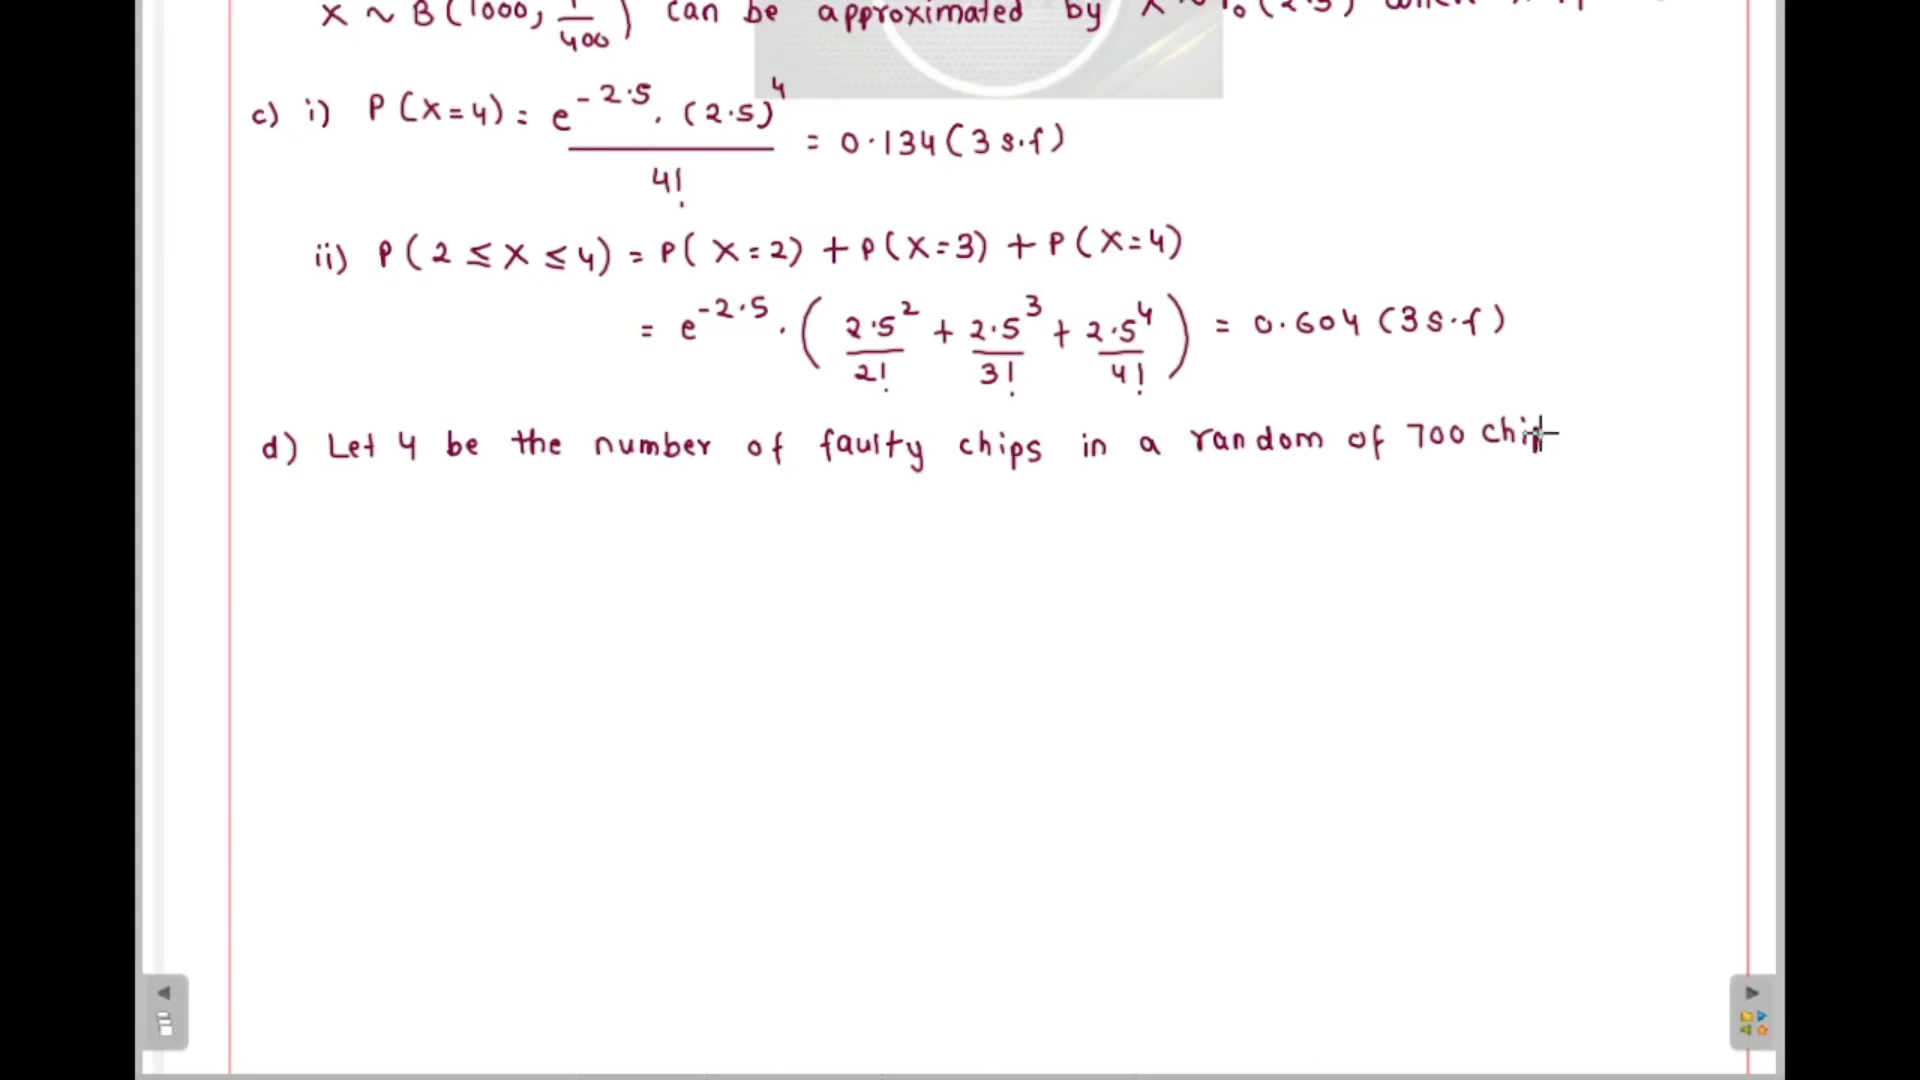 X ~ B(1000, 1/400) can be approximated by
c) i) P(X=4) = e^-2.5 . (2.5)^4 / 4! = 0.134 (3 s.f)
ii) P(2 ≤ X ≤ 4) = P(X=2) + P(X=3) + P(X=4)
= e^-2.5 . (2.5^2/2! + 2.5^3/3! + 2.5^4/4!) = 0.604 (3 s.f)
d) Let Y be the number of faulty chips in a random of 700 chip